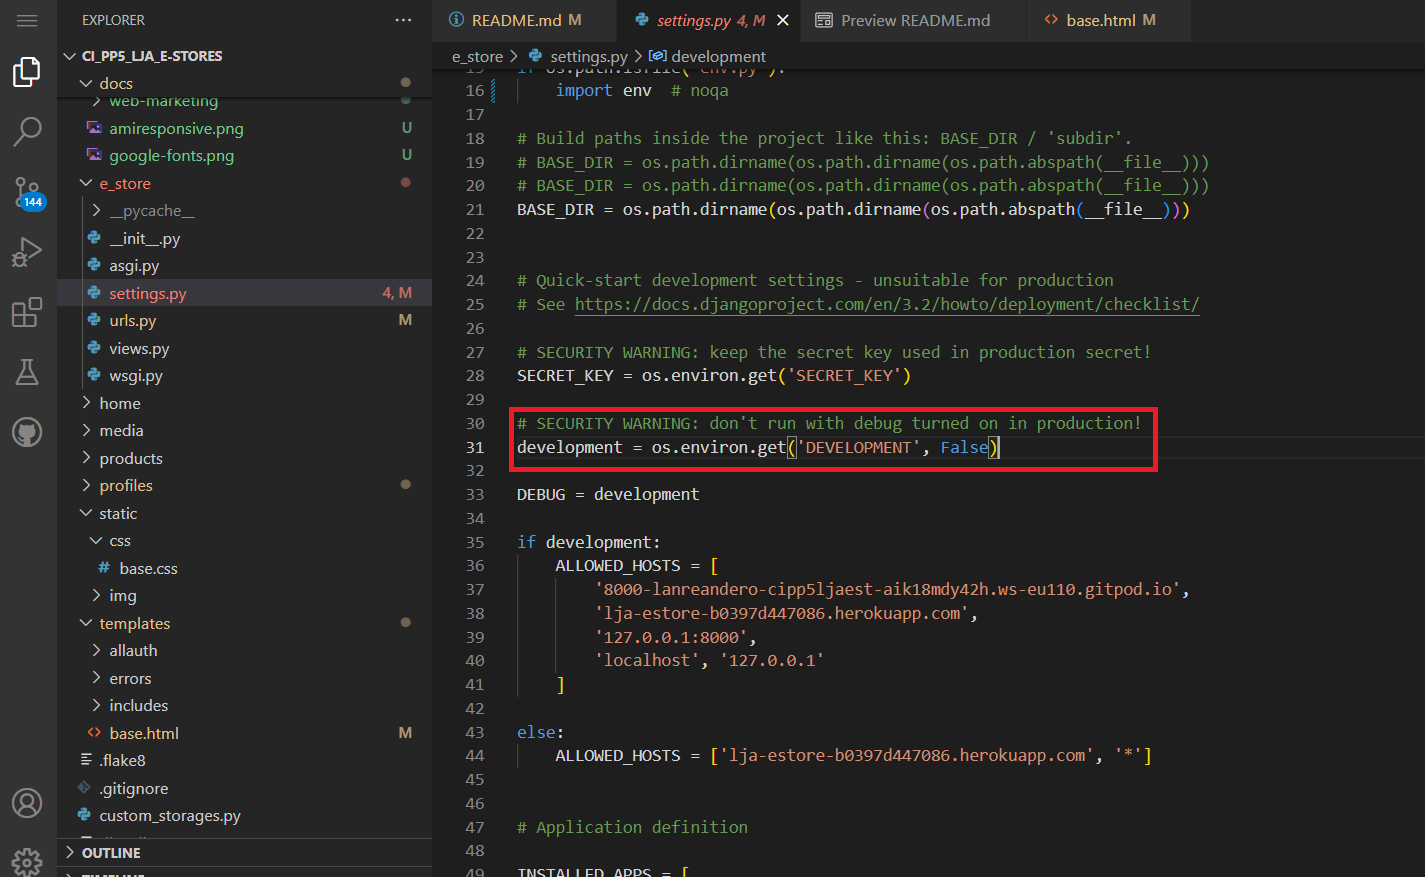 EXPLORER
...
CI_PP5_LJA_E-STORES
docs
web-marketing
amiresponsive.png U
google-fonts.png U
e_store
__pycache__
__init__.py
asgi.py
settings.py 4, M
urls.py M
views.py
wsgi.py
home
media
products
profiles
static
css
# base.css
img
templates
allauth
errors
includes
<> base.html M
.flake8
.gitignore
custom_storages.py
OUTLINE
TIMELINE
144
README.md M
settings.py 4, M
Preview README.md
<> base.html M
e_store > settings.py > development
15 if os.path.isfile('env.py'):
16 import env # noqa
17
18 # Build paths inside the project like this: BASE_DIR / 'subdir'.
19 # BASE_DIR = os.path.dirname(os.path.dirname(os.path.abspath(__file__)))
20 # BASE_DIR = os.path.dirname(os.path.dirname(os.path.abspath(__file__)))
21 BASE_DIR = os.path.dirname(os.path.dirname(os.path.abspath(__file__)))
22
23
24 # Quick-start development settings - unsuitable for production
25 # See https://docs.djangoproject.com/en/3.2/howto/deployment/checklist/
26
27 # SECURITY WARNING: keep the secret key used in production secret!
28 SECRET_KEY = os.environ.get('SECRET_KEY')
29
30 # SECURITY WARNING: don't run with debug turned on in production!
31 development = os.environ.get('DEVELOPMENT', False)
32
33 DEBUG = development
34
35 if development:
36 ALLOWED_HOSTS = [
37 '8000-lanreandero-cipp5ljaest-aik18mdy42h.ws-eu110.gitpod.io',
38 'lja-estore-b0397d447086.herokuapp.com',
39 '127.0.0.1:8000',
40 'localhost', '127.0.0.1'
41 ]
42
43 else:
44 ALLOWED_HOSTS = ['lja-estore-b0397d447086.herokuapp.com', '*']
45
46
47 # Application definition
48
49 INSTALLED_APPS = [